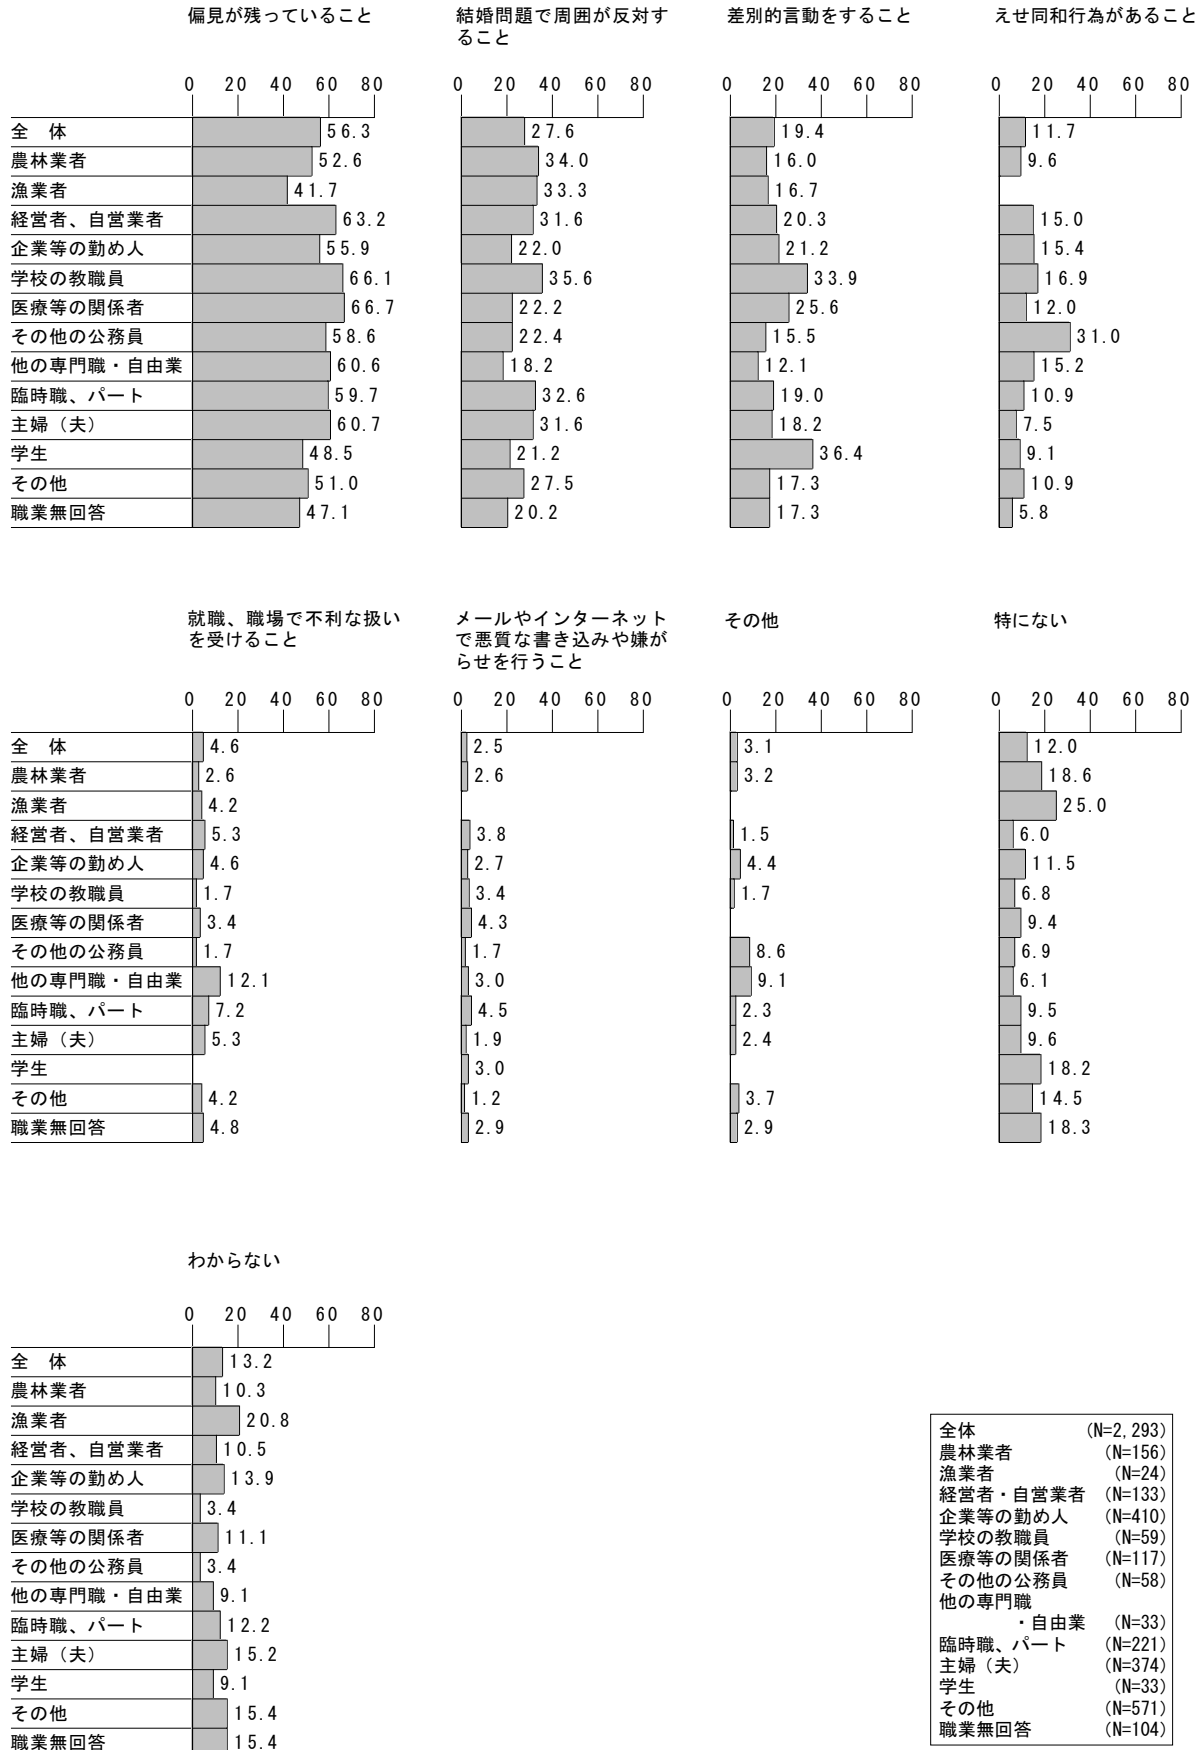 偏見が残っていること
結婚問題で周囲が反対す
ること
差別的言動をすること
えせ同和行為があること
0 20 40 60 80 0 20 40 60 80 0 20 40 60 80 0 20 40 60 80
全 体 56.3 27.6 19.4 11.7
農林業者 52.6 34.0 16.0 9.6
漁業者 41.7 33.3 16.7
経営者、自営業者 63.2 31.6 20.3 15.0
企業等の勤め人 55.9 22.0 21.2 15.4
学校の教職員 66.1 35.6 33.9 16.9
医療等の関係者 66.7 22.2 25.6 12.0
その他の公務員 58.6 22.4 15.5 31.0
他の専門職・自由業 60.6 18.2 12.1 15.2
臨時職、パート 59.7 32.6 19.0 10.9
主婦（夫） 60.7 31.6 18.2 7.5
学生 48.5 21.2 36.4 9.1
その他 51.0 27.5 17.3 10.9
職業無回答 47.1 20.2 17.3 5.8
就職、職場で不利な扱い
を受けること
メールやインターネット
で悪質な書き込みや嫌が
らせを行うこと
その他
特にない
0 20 40 60 80 0 20 40 60 80 0 20 40 60 80 0 20 40 60 80
全 体 4.6 2.5 3.1 12.0
農林業者 2.6 2.6 3.2 18.6
漁業者 4.2 25.0
経営者、自営業者 5.3 3.8 1.5 6.0
企業等の勤め人 4.6 2.7 4.4 11.5
学校の教職員 1.7 3.4 1.7 6.8
医療等の関係者 3.4 4.3 9.4
その他の公務員 1.7 1.7 8.6 6.9
他の専門職・自由業 12.1 3.0 9.1 6.1
臨時職、パート 7.2 4.5 2.3 9.5
主婦（夫） 5.3 1.9 2.4 9.6
学生 3.0 18.2
その他 4.2 1.2 3.7 14.5
職業無回答 4.8 2.9 2.9 18.3
わからない
0 20 40 60 80
全 体 13.2
農林業者 10.3
漁業者 20.8
経営者、自営業者 10.5
企業等の勤め人 13.9
学校の教職員 3.4
医療等の関係者 11.1
その他の公務員 3.4
他の専門職・自由業 9.1
臨時職、パート 12.2
主婦（夫） 15.2
学生 9.1
その他 15.4
職業無回答 15.4
全体 (N=2,293)
農林業者 (N=156)
漁業者 (N=24)
経営者・自営業者 (N=133)
企業等の勤め人 (N=410)
学校の教職員 (N=59)
医療等の関係者 (N=117)
その他の公務員 (N=58)
他の専門職
・自由業 (N=33)
臨時職、パート (N=221)
主婦（夫） (N=374)
学生 (N=33)
その他 (N=571)
職業無回答 (N=104)